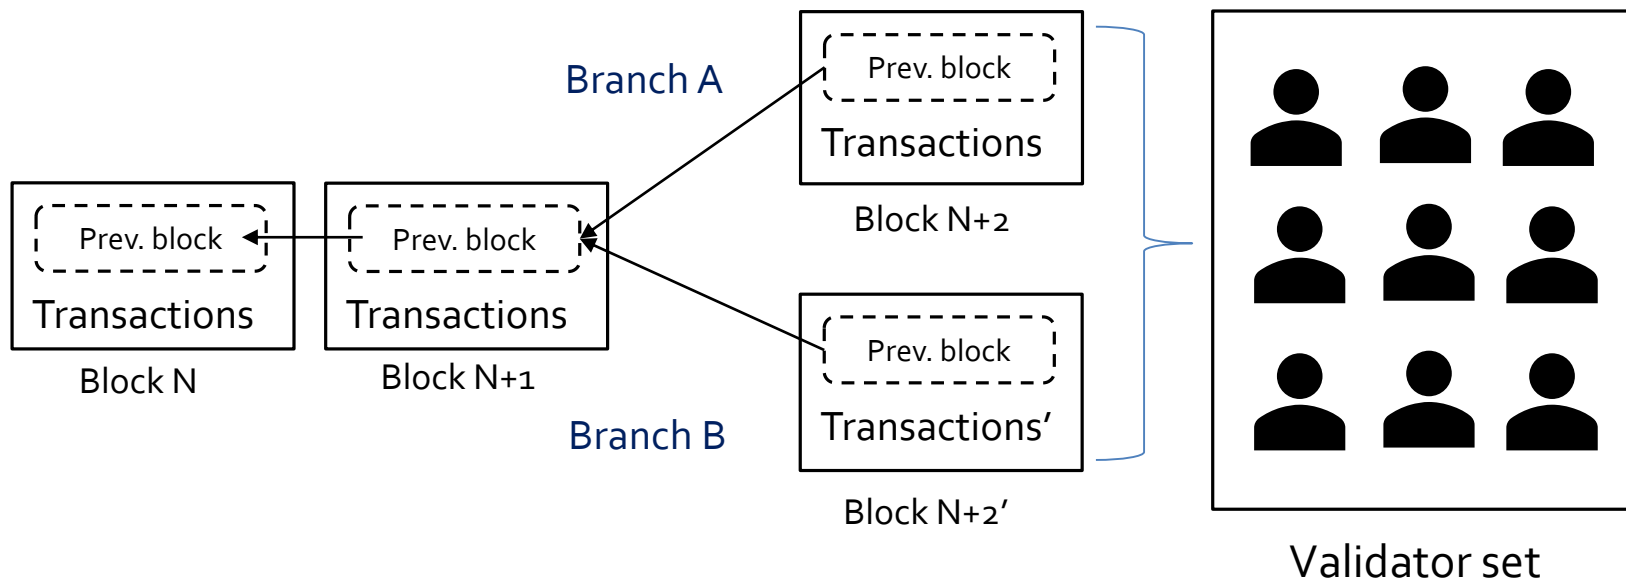 Prev. block
Transactions
Block N
Prev. block
Transactions
Block N+1
Branch A
Prev. block
Transactions
Block N+2
Branch B
Prev. block
Transactions'
Block N+2'
Validator set